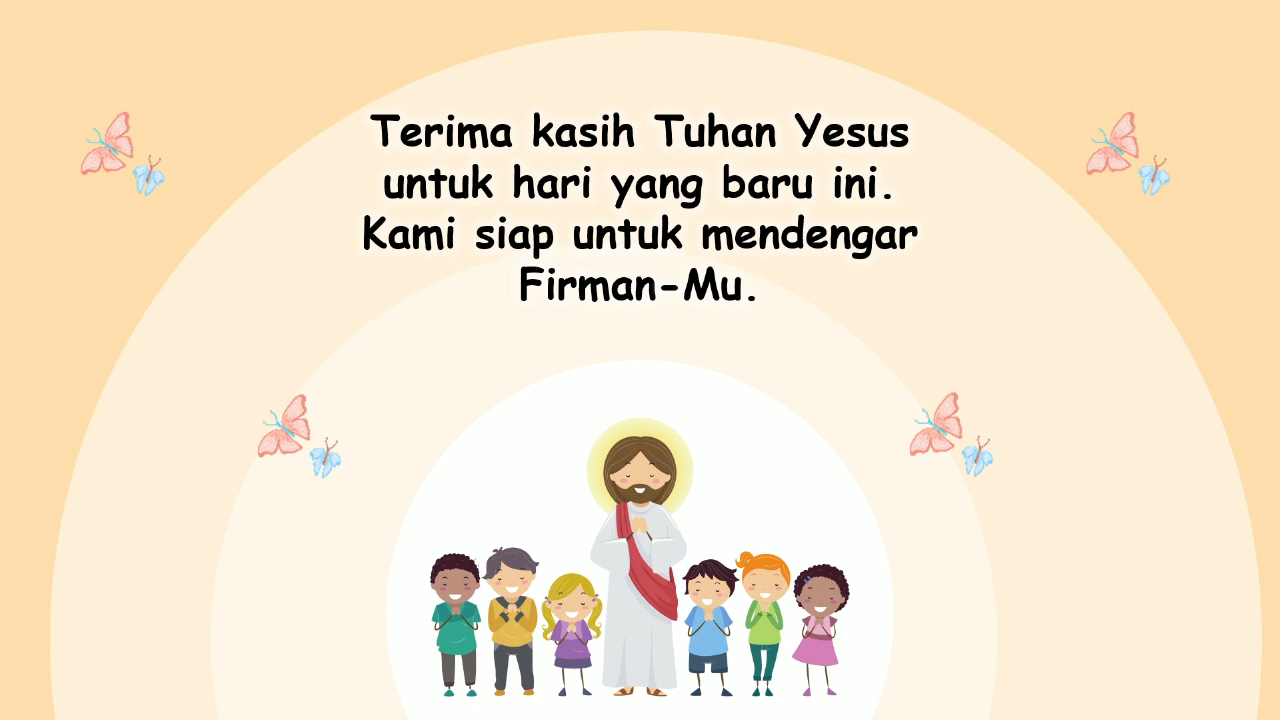 Terima kasih Tuhan Yesus
untuk hari yang baru ini.
Kami siap untuk mendengar
Firman-Mu.